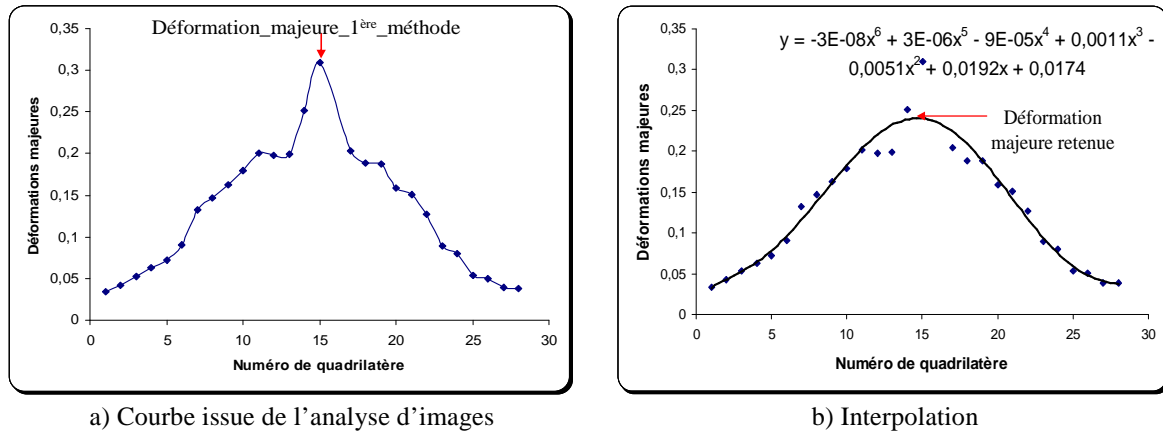 Déformation_majeure_1ère_méthode
0,35
0,3
0,25
0,2
0,15
0,1
0,05
0
Déformations majeures
0 5 10 15 20 25 30
Numéro de quadrilatère
a) Courbe issue de l’analyse d’images
y = -3E-08x⁶ + 3E-06x⁵ - 9E-05x⁴ + 0,0011x³ -
0,0051x² + 0,0192x + 0,0174
Déformation
majeure retenue
0,35
0,3
0,25
0,2
0,15
0,1
0,05
0
Déformations majeures
0 5 10 15 20 25 30
Numéro de quadrilatère
b) Interpolation